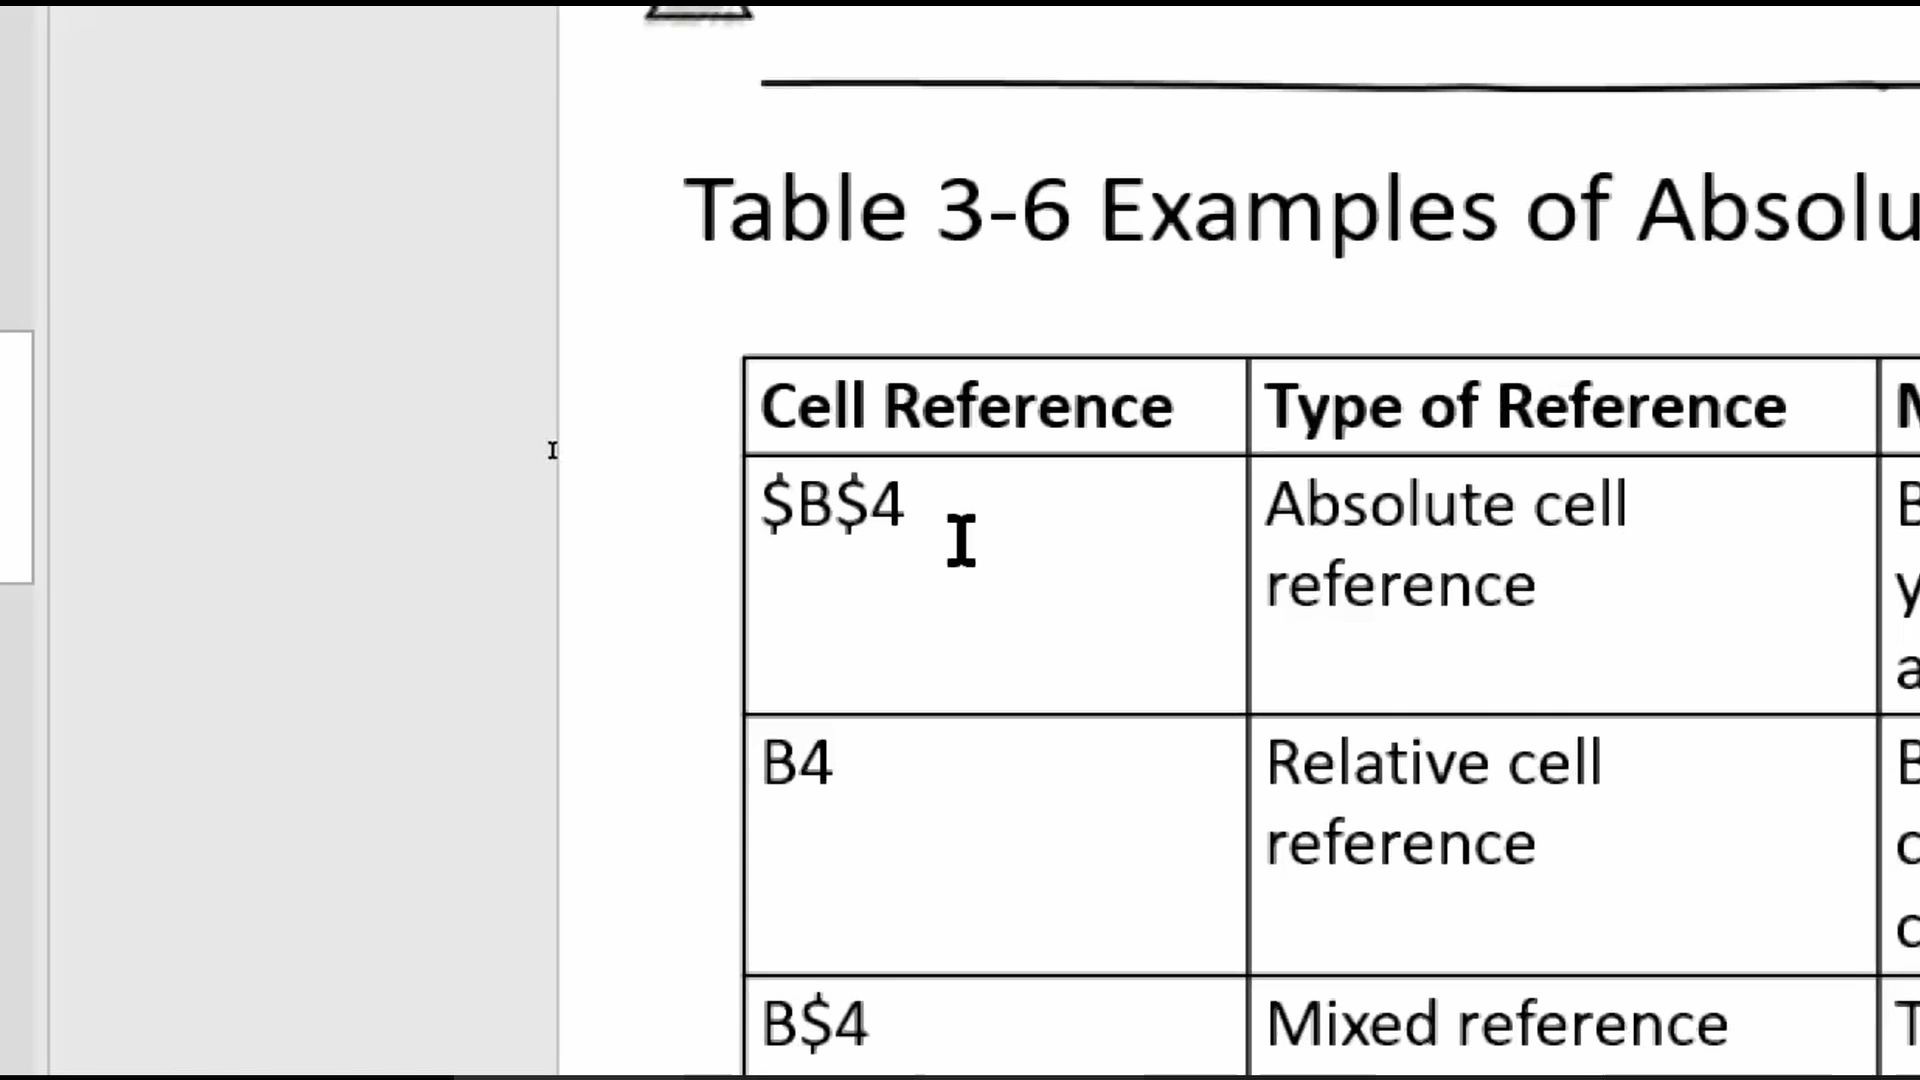 Table 3-6 Examples of Absolu
Cell Reference
Type of Reference
$B$4
Absolute cell
reference
B4
Relative cell
reference
B$4
Mixed reference